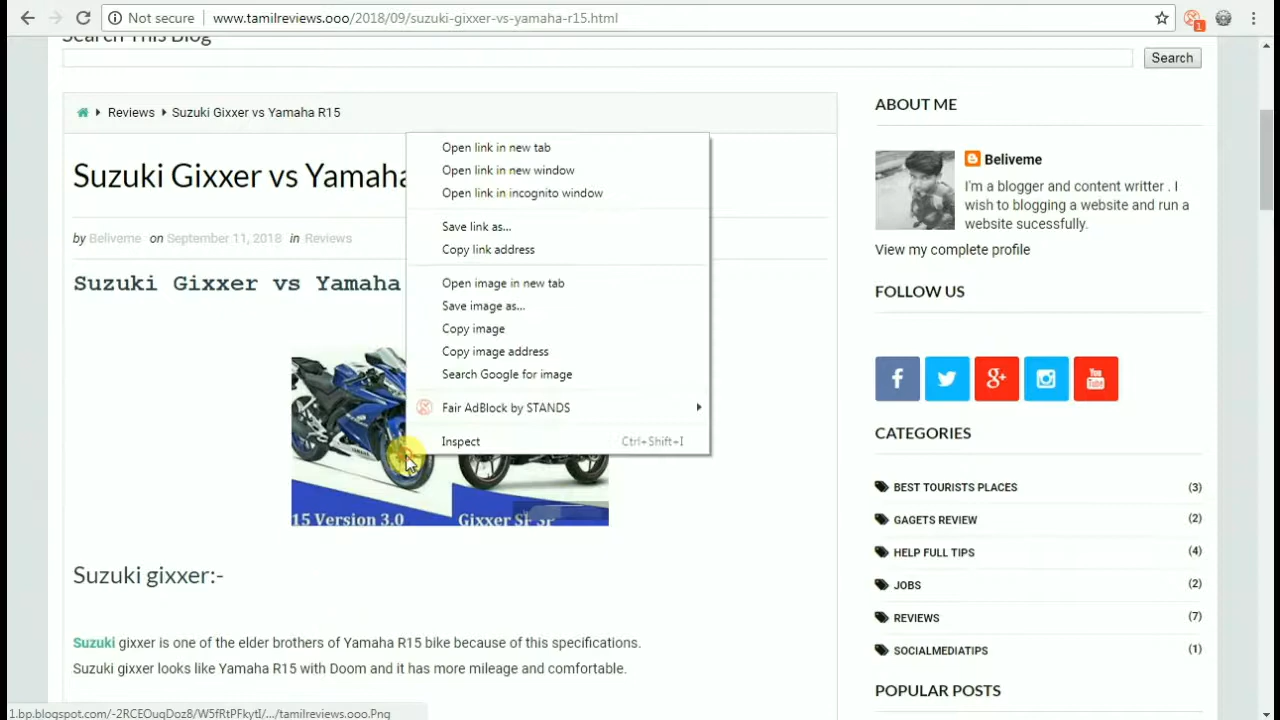 Not secure
www.tamilreviews.ooo/2018/09/suzuki-gixxer-vs-yamaha-r15.html
1
Search This Blog
Search
Reviews
Suzuki Gixxer vs Yamaha R15
Suzuki Gixxer vs Yamaha
by Beliveme on September 11, 2018 in Reviews
Suzuki Gixxer vs Yamaha
Open link in new tab
Open link in new window
Open link in incognito window
Save link as...
Copy link address
Open image in new tab
Save image as...
Copy image
Copy image address
Search Google for image
Fair AdBlock by STANDS
Inspect Ctrl+Shift+I
15 Version 3.0
Gixxer SF SP
Suzuki gixxer:-
Suzuki gixxer is one of the elder brothers of Yamaha R15 bike because of this specifications.
Suzuki gixxer looks like Yamaha R15 with Doom and it has more mileage and comfortable.
ABOUT ME
Beliveme
I'm a blogger and content writter . I
wish to blogging a website and run a
website sucessfully.
View my complete profile
FOLLOW US
You
Tube
CATEGORIES
BEST TOURISTS PLACES (3)
GAGETS REVIEW (2)
HELP FULL TIPS (4)
JOBS (2)
REVIEWS (7)
SOCIALMEDIATIPS (1)
POPULAR POSTS